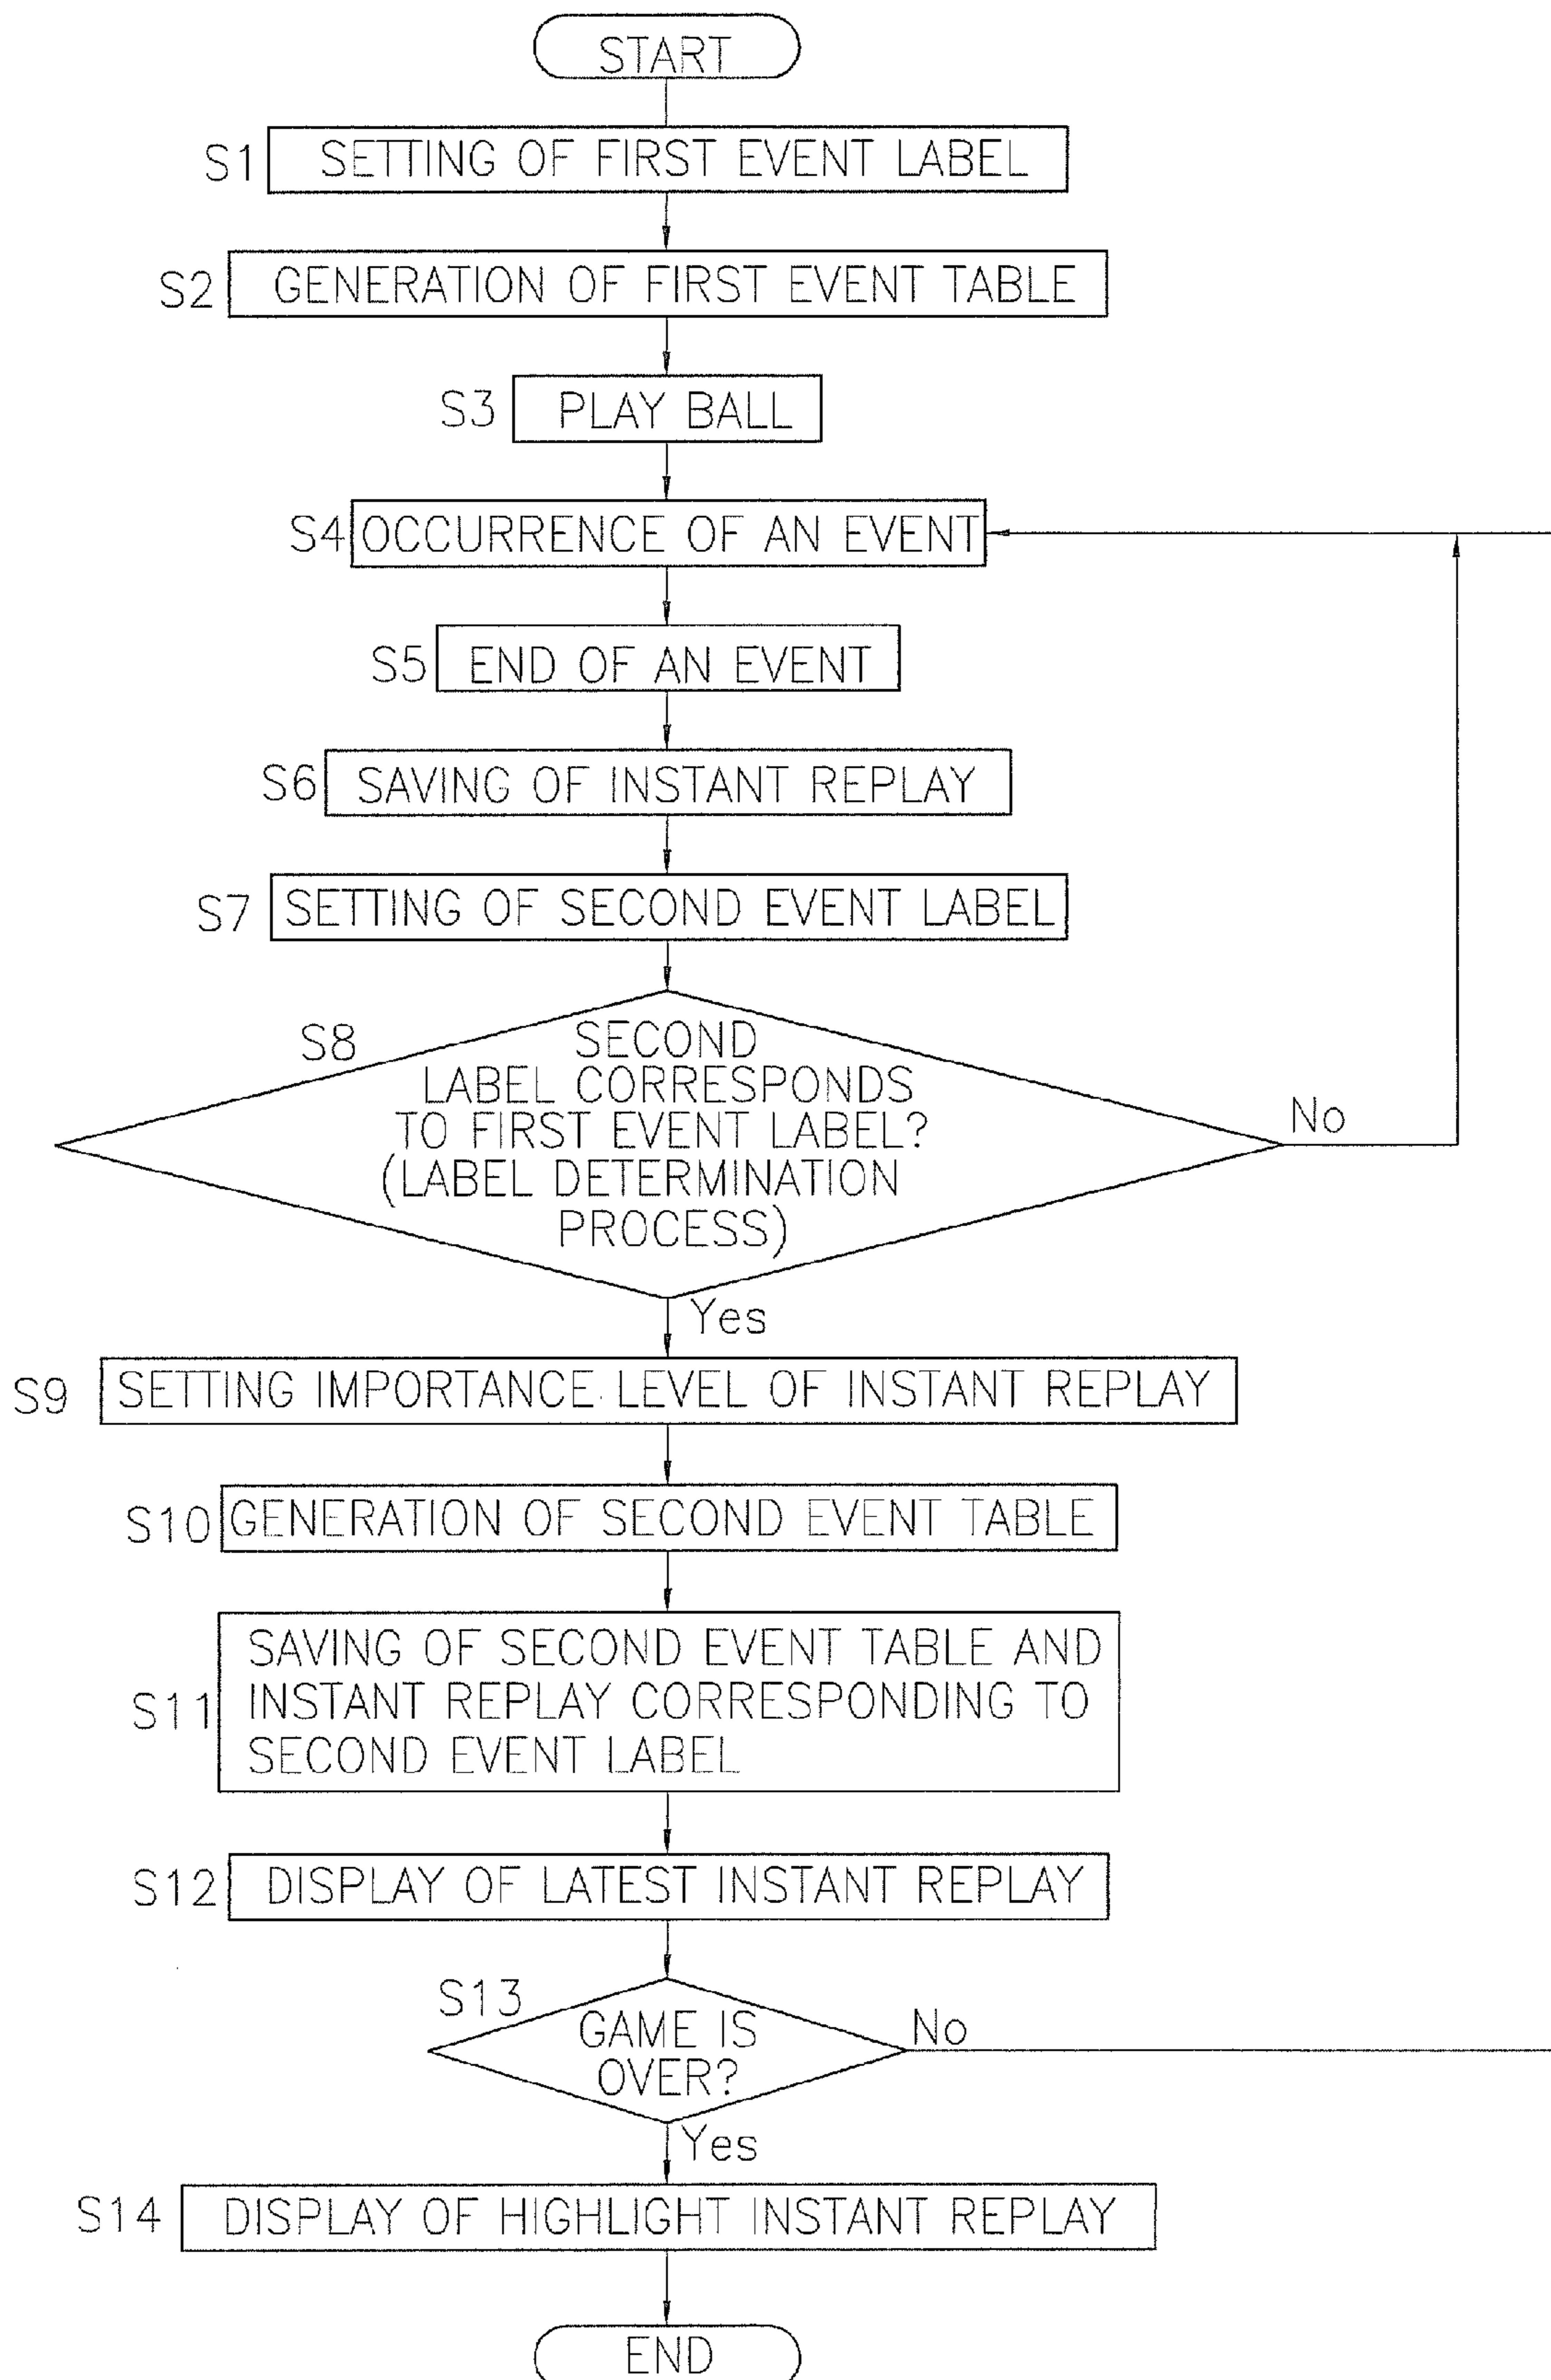 START
S1 SETTING OF FIRST EVENT LABEL
S2 GENERATION OF FIRST EVENT TABLE
S3 PLAY BALL
S4 OCCURRENCE OF AN EVENT
S5 END OF AN EVENT
S6 SAVING OF INSTANT REPLAY
S7 SETTING OF SECOND EVENT LABEL
S8
SECOND
LABEL CORRESPONDS
TO FIRST EVENT LABEL?
(LABEL DETERMINATION
PROCESS)
No
Yes
S9 SETTING IMPORTANCE LEVEL OF INSTANT REPLAY
S10 GENERATION OF SECOND EVENT TABLE
S11
SAVING OF SECOND EVENT TABLE AND
INSTANT REPLAY CORRESPONDING TO
SECOND EVENT LABEL
S12 DISPLAY OF LATEST INSTANT REPLAY
S13
GAME IS
OVER?
No
Yes
S14 DISPLAY OF HIGHLIGHT INSTANT REPLAY
END